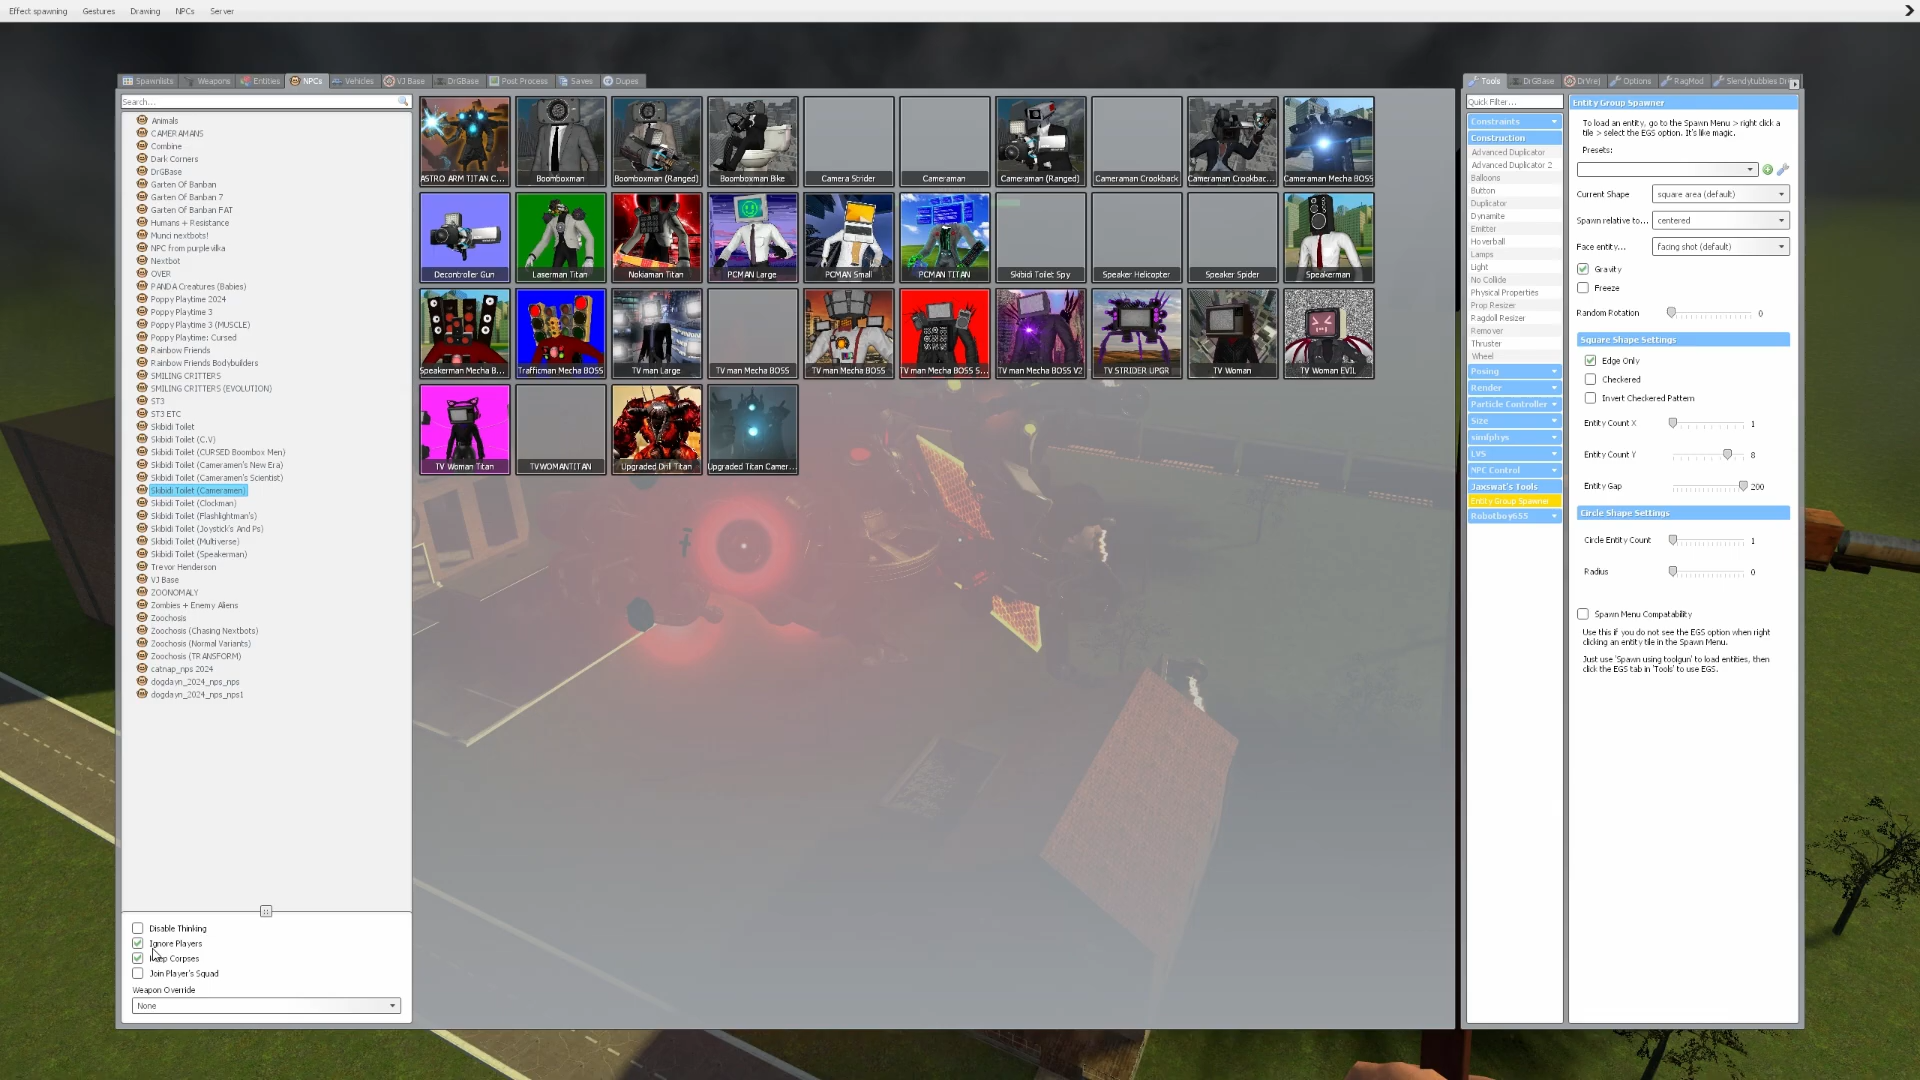 Effect spawning Gestures Drawing NPCs Server
Spawnlists Weapons Entities NPCs Vehicles VJ Base DrGBase Post Process Saves Dupes
Search...
Animals
CAMERAMANS
Combine
Dark Corners
DrGBase
Garten Of Banban
Garten Of Banban 7
Garten Of Banban FAT
Humans + Resistance
Munci nextbots!
NPC from purplevilka
Nextbot
OVER
PANDA Creatures (Babies)
Poppy Playtime 2024
Poppy Playtime 3
Poppy Playtime 3 (MUSCLE)
Poppy Playtime: Cursed
Rainbow Friends
Rainbow Friends Bodybuilders
SMILING CRITTERS
SMILING CRITTERS (EVOLUTION)
ST3
ST3 ETC
Skibidi Toilet
Skibidi Toilet (C.V)
Skibidi Toilet (CURSED Boombox Men)
Skibidi Toilet (Cameramen's New Era)
Skibidi Toilet (Cameramen's Scientist)
Skibidi Toilet (Cameramen)
Skibidi Toilet (Clockman)
Skibidi Toilet (Flashlightman's)
Skibidi Toilet (Joystick's And Ps)
Skibidi Toilet (Multiverse)
Skibidi Toilet (Speakerman)
Trevor Henderson
VJ Base
ZOONOMALY
Zombies + Enemy Aliens
Zoochosis
Zoochosis (Chasing Nextbots)
Zoochosis (Normal Variants)
Zoochosis (TRANSFORM)
catnap_nps 2024
dogdayn_2024_nps_nps
dogdayn_2024_nps_nps1
Disable Thinking
Ignore Players
Corpses
Join Player's Squad
Weapon Override
None
ASTRO ARM TITAN C... Boomboxman Boomboxman (Ranged) Boomboxman Bike Camera Strider Cameraman Cameraman (Ranged) Cameraman Crookback Cameraman Crookbac... Cameraman Mecha BOSS
Decontroller Gun Laserman Titan Nokiaman Titan PCMAN Large PCMAN Small PCMAN TITAN Skibidi Toilet Spy Speaker Helicopter Speaker Spider Speakerman
Speakerman Mecha B... Trafficman Mecha BOSS TV man Large TV man Mecha BOSS TV man Mecha BOSS TV man Mecha BOSS S... TV man Mecha BOSS V2 TV STRIDER UPGR TV Woman TV Woman EVIL
TV Woman Titan TVWOMANTITAN Upgraded Drill Titan Upgraded Titan Camer...
Tools DrGBase DrVrej Options RagMod Slendytubbies
Quick Filter...
Constraints
Construction
Advanced Duplicator
Advanced Duplicator 2
Balloons
Button
Duplicator
Dynamite
Emitter
Hoverball
Lamps
Light
No Collide
Physical Properties
Prop Resizer
Ragdoll Resizer
Remover
Thruster
Wheel
Posing
Render
Particle Controller
Size
simfphys
LVS
NPC Control
Jaxswat's Tools
Entity Group Spawner
Robotboy655
Entity Group Spawner
To load an entity, go to the Spawn Menu > right click a
tile > select the EGS option. It's like magic.
Presets:
Current Shape square area (default)
Spawn relative to... centered
Face entity... facing shot (default)
Gravity
Freeze
Random Rotation 0
Square Shape Settings
Edge Only
Checkered
Invert Checkered Pattern
Entity Count X 1
Entity Count Y 8
Entity Gap 200
Circle Shape Settings
Circle Entity Count 1
Radius 0
Spawn Menu Compatability
Use this if you do not see the EGS option when right
clicking an entity tile in the Spawn Menu.
Just use 'Spawn using toolgun' to load entities, then
click the EGS tab in 'Tools' to use EGS.